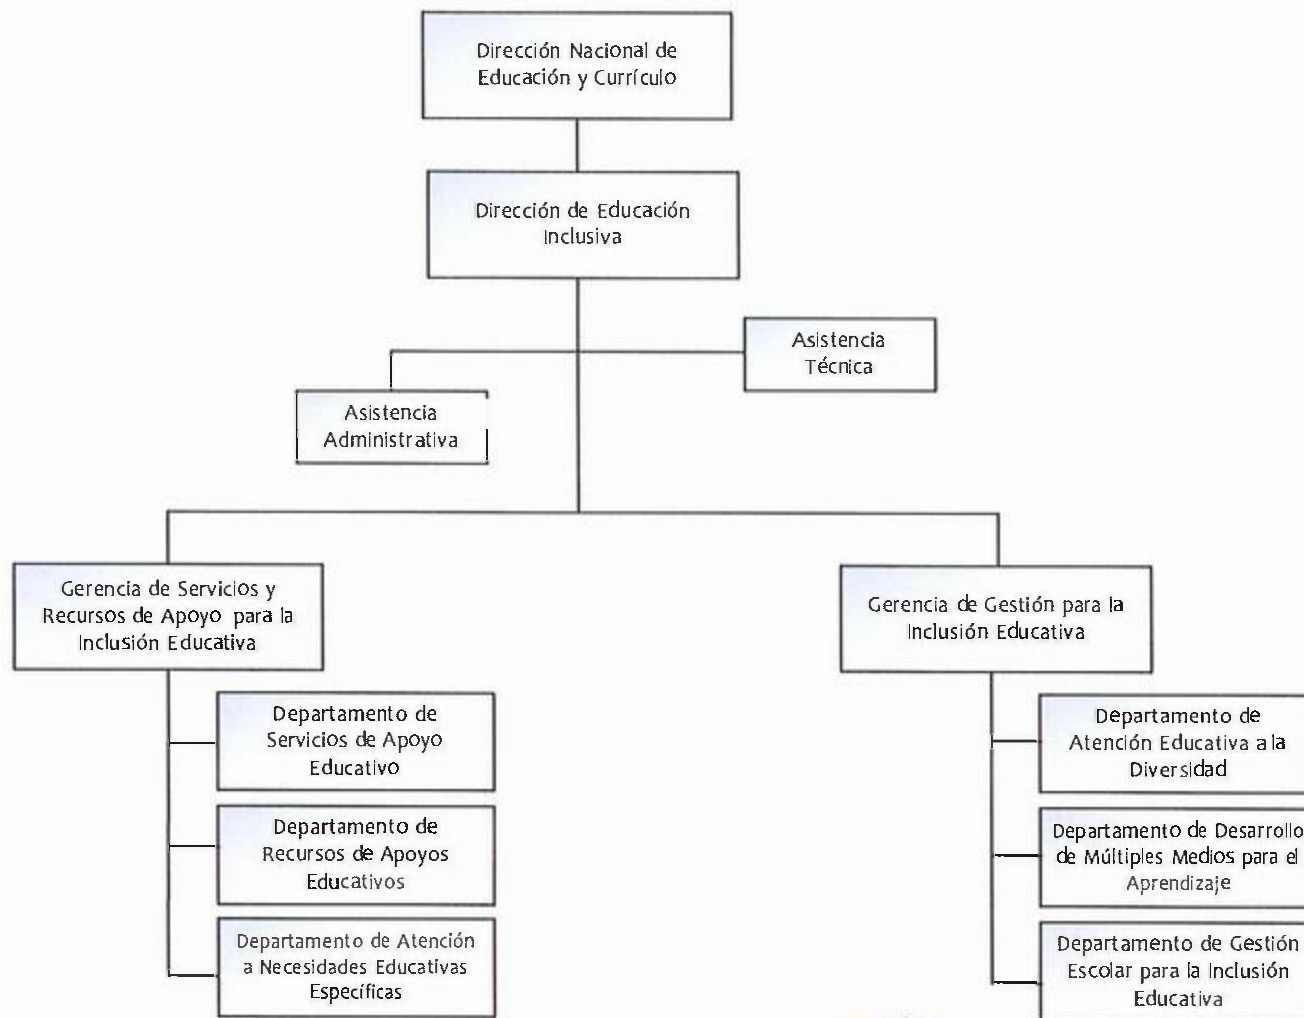 Dirección Nacional de
Educación y Currículo
Dirección de Educación
Inclusiva
Asistencia
Técnica
Asistencia
Administrativa
Gerencia de Servicios y
Recursos de Apoyo para la
Inclusión Educativa
Departamento de
Servicios de Apoyo
Educativo
Departamento de
Recursos de Apoyos
Educativos
Departamento de Atención
a Necesidades Educativas
Específicas
Gerencia de Gestión para la
Inclusión Educativa
Departamento de
Atención Educativa a la
Diversidad
Departamento de Desarrollo
de Múltiples Medios para el
Aprendizaje
Departamento de Gestión
Escolar para la Inclusión
Educativa